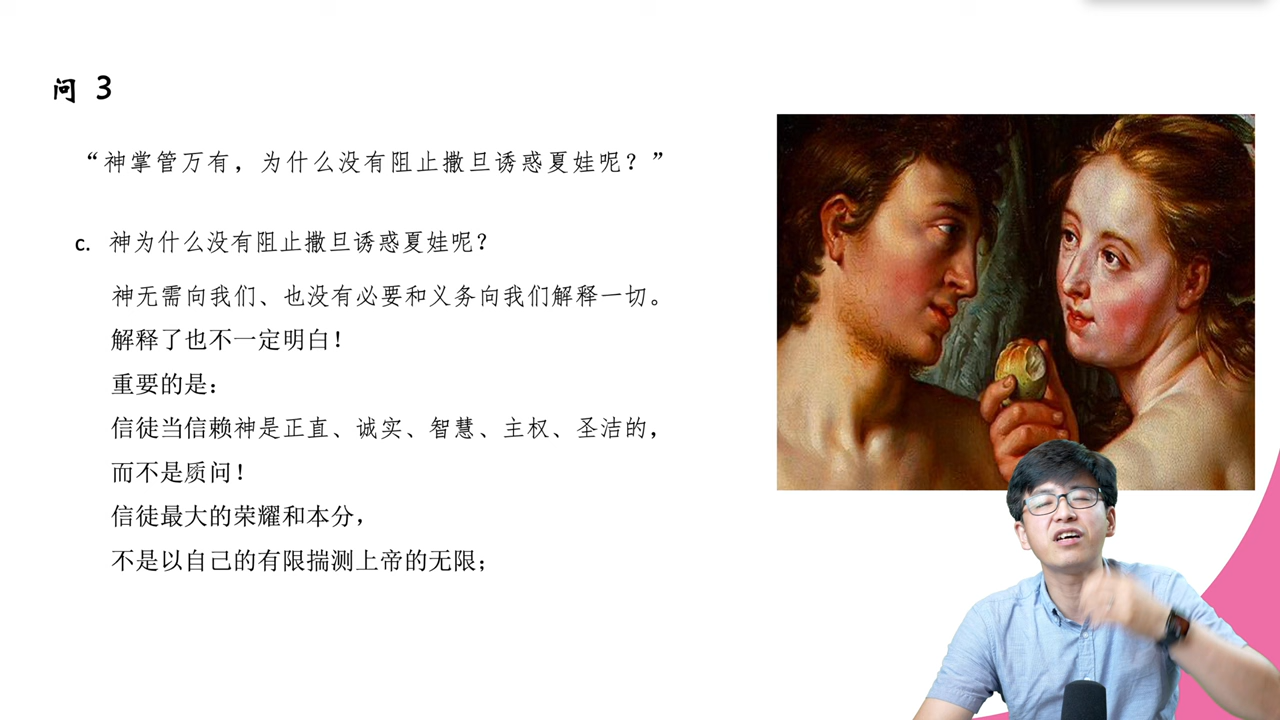 问 3
“神掌管万有，为什么没有阻止撒旦诱惑夏娃呢？”
c. 神为什么没有阻止撒旦诱惑夏娃呢？
神无需向我们、也没有必要和义务向我们解释一切。
解释了也不一定明白！
重要的是：
信徒当信赖神是正直、诚实、智慧、主权、圣洁的，
而不是质问！
信徒最大的荣耀和本分，
不是以自己的有限揣测上帝的无限；